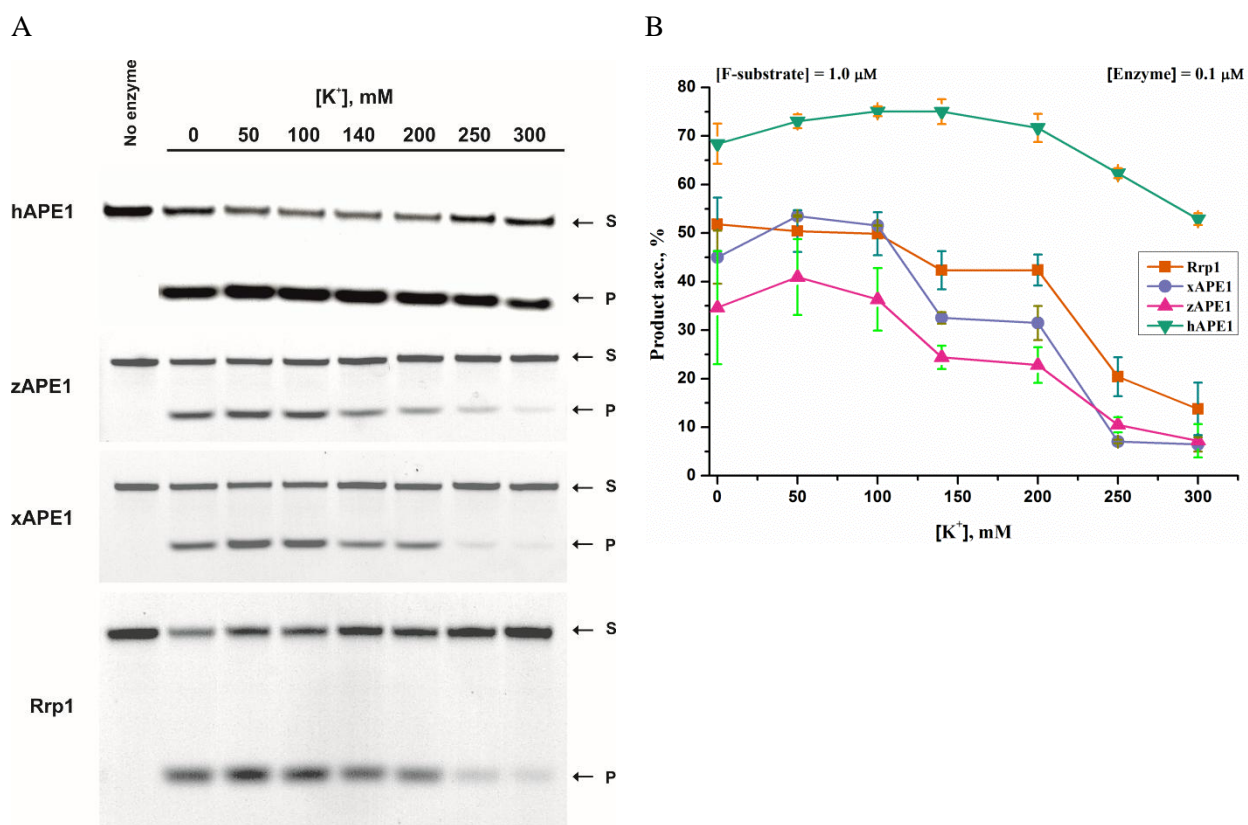 A
No enzyme
[K⁺], mM
0 50 100 140 200 250 300
hAPE1
← S
← P
zAPE1
← S
← P
xAPE1
← S
← P
Rrp1
← S
← P
B
[F-substrate] = 1.0 µM [Enzyme] = 0.1 µM
80
70
60
50
40
30
20
10
0
Product acc., %
Rrp1
xAPE1
zAPE1
hAPE1
0 50 100 150 200 250 300
[K⁺], mM